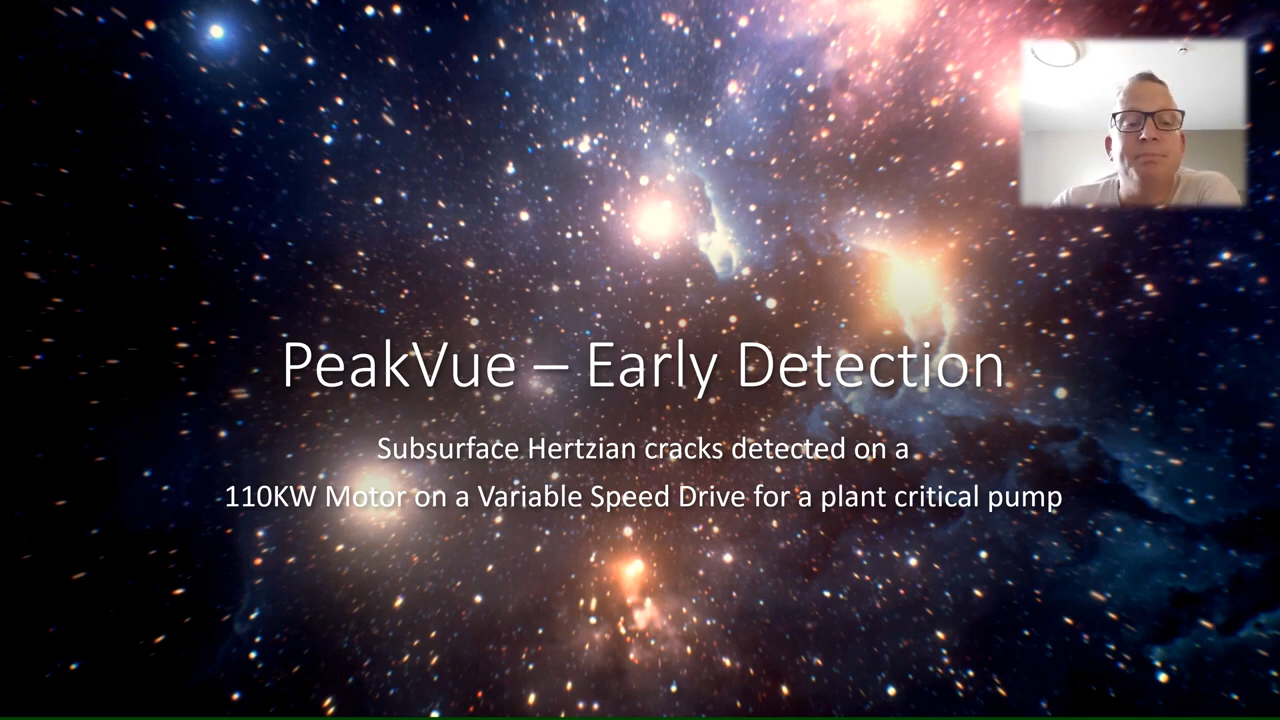 PeakVue – Early Detection
Subsurface Hertzian cracks detected on a
110KW Motor on a Variable Speed Drive for a plant critical pump